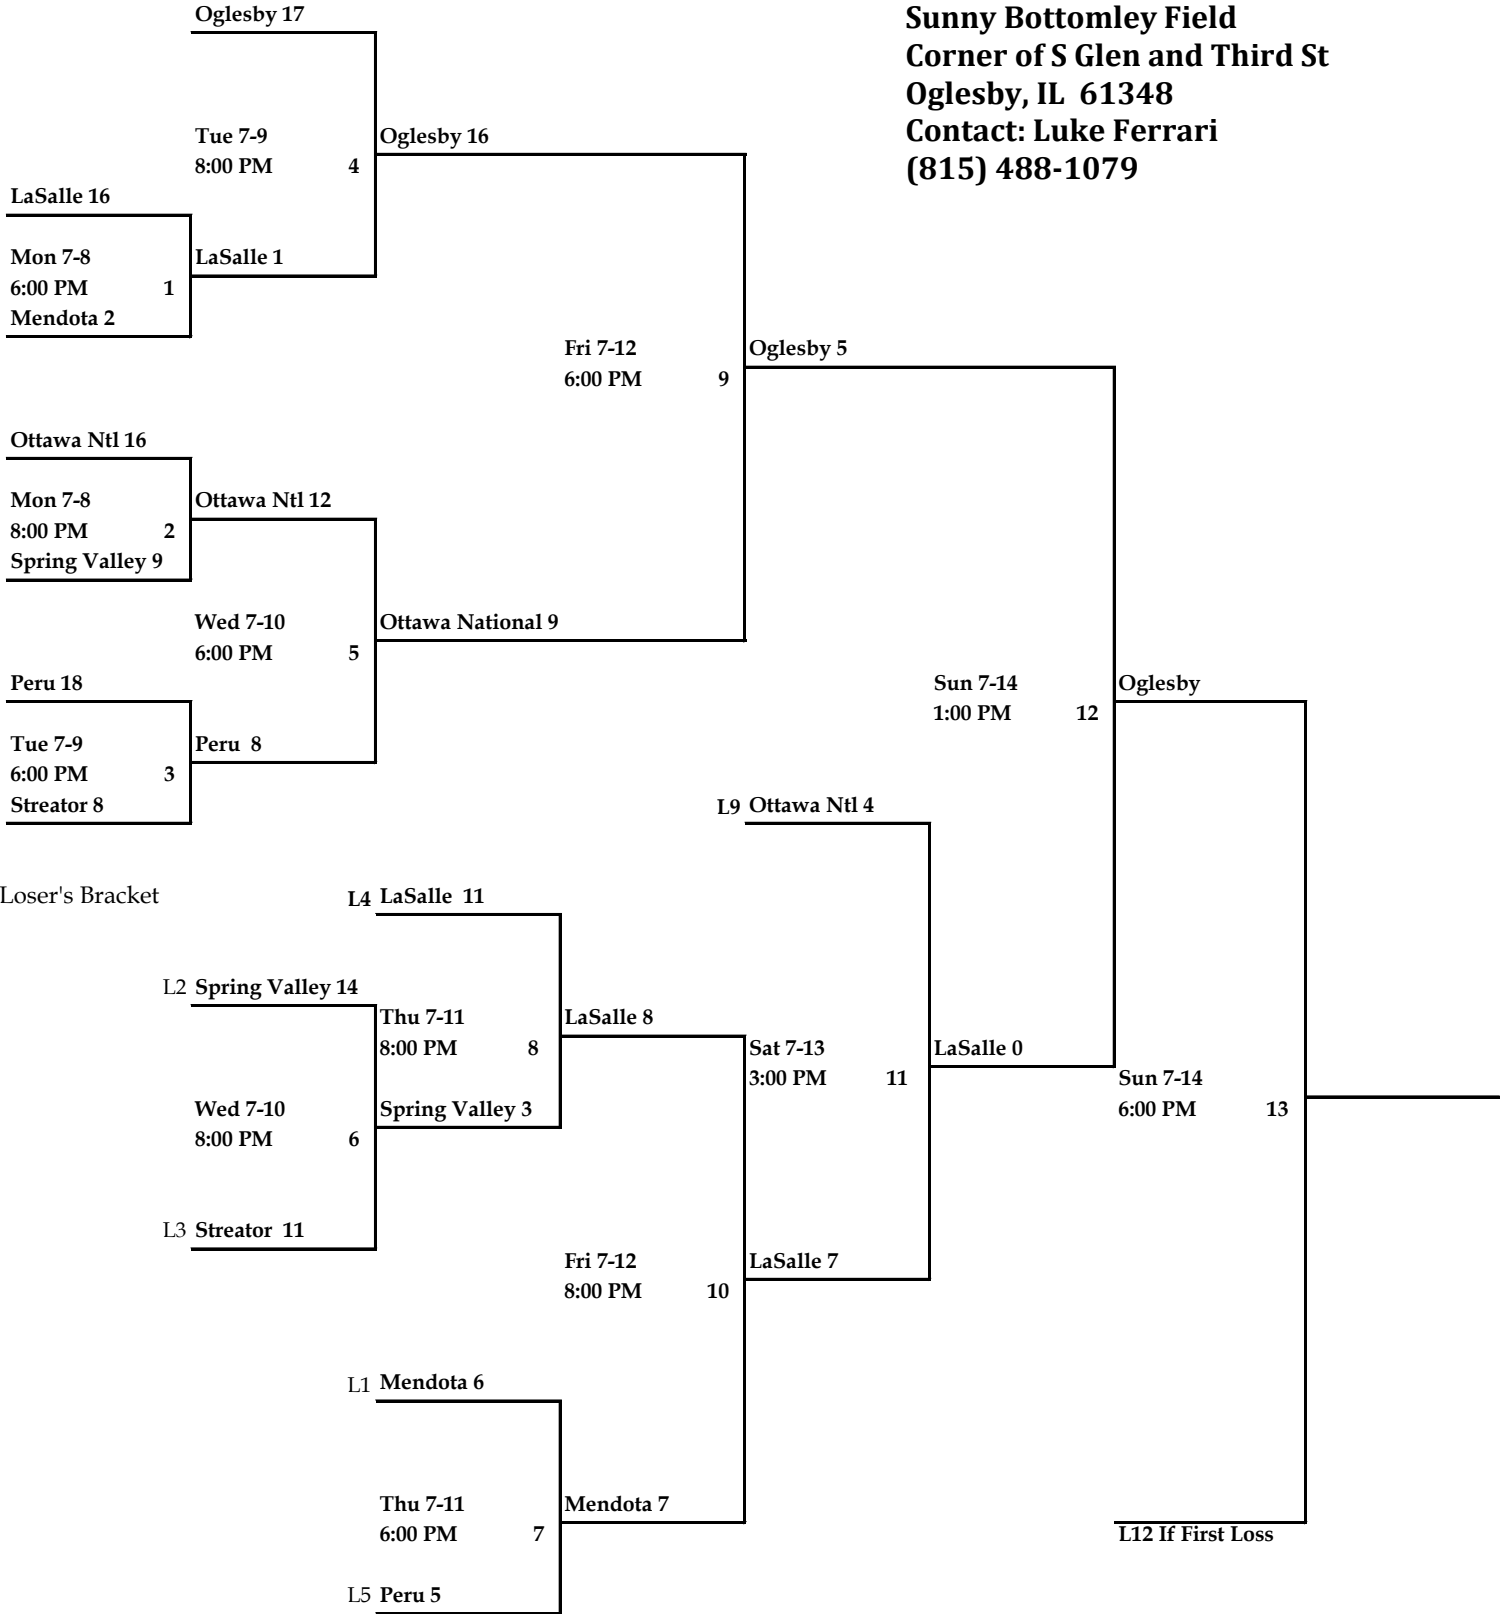 Oglesby 17
Sunny Bottomley Field
Corner of S Glen and Third St
Oglesby, IL  61348
Contact: Luke Ferrari
(815) 488-1079
Tue 7-9
8:00 PM 4
Oglesby 16
LaSalle 16
Mon 7-8
6:00 PM 1
Mendota 2
LaSalle 1
Fri 7-12
6:00 PM 9
Oglesby 5
Ottawa Ntl 16
Mon 7-8
8:00 PM 2
Spring Valley 9
Ottawa Ntl 12
Wed 7-10
6:00 PM 5
Ottawa National 9
Peru 18
Tue 7-9
6:00 PM 3
Streator 8
Peru  8
Sun 7-14
1:00 PM 12
Oglesby
L9 Ottawa Ntl 4
Loser's Bracket
L4 LaSalle  11
L2 Spring Valley 14
Thu 7-11
8:00 PM 8
LaSalle 8
Sat 7-13
3:00 PM 11
LaSalle 0
Sun 7-14
6:00 PM 13
Wed 7-10
8:00 PM 6
Spring Valley 3
L3 Streator  11
Fri 7-12
8:00 PM 10
LaSalle 7
L1 Mendota 6
Thu 7-11
6:00 PM 7
Mendota 7
L12 If First Loss
L5 Peru 5